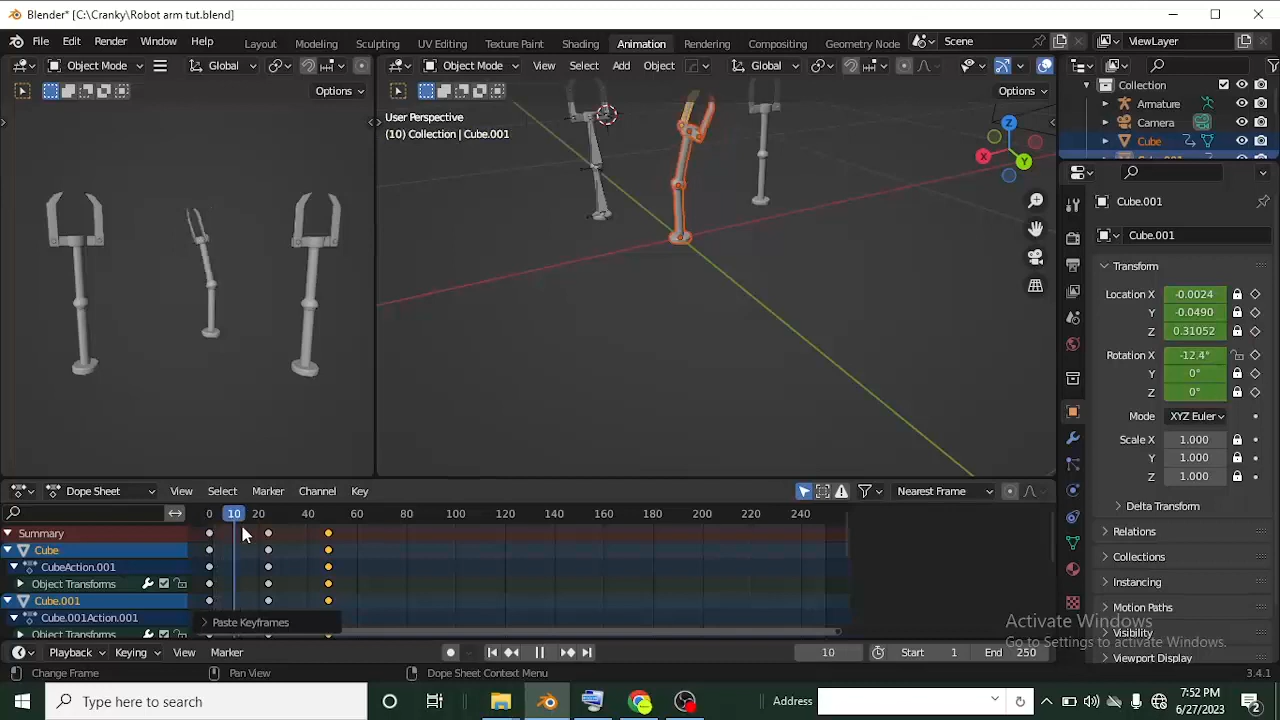 Blender* [C:\Cranky\Robot arm tut.blend]
File Edit Render Window Help Layout Modeling Sculpting UV Editing Texture Paint Shading Animation Rendering Compositing Geometry Node Scene ViewLayer
Object Mode Global Object Mode View Select Add Object Global
Options Options
User Perspective
(10) Collection | Cube.001
Z
X
Y
Collection
Armature
Camera
Cube
Cube.001
Cube.001
Transform
Location X -0.0024
Y -0.0490
Z 0.31052
Rotation X -12.4°
Y 0°
Z 0°
Mode XYZ Euler
Scale X 1.000
Y 1.000
Z 1.000
Delta Transform
Relations
Collections
Instancing
Motion Paths
Visibility
Viewport Display
Dope Sheet View Select Marker Channel Key Nearest Frame
0 10 20 40 60 80 100 120 140 160 180 200 220 240
Summary
Cube
CubeAction.001
Object Transforms
Cube.001
Cube.001Action.001
Object Transforms
Paste Keyframes
Activate Windows
Go to Settings to activate Windows.
Playback Keying View Marker 10 Start 1 End 250
Change Frame Pan View Dope Sheet Context Menu 3.4.1
Type here to search Address 7:52 PM
6/27/2023
2